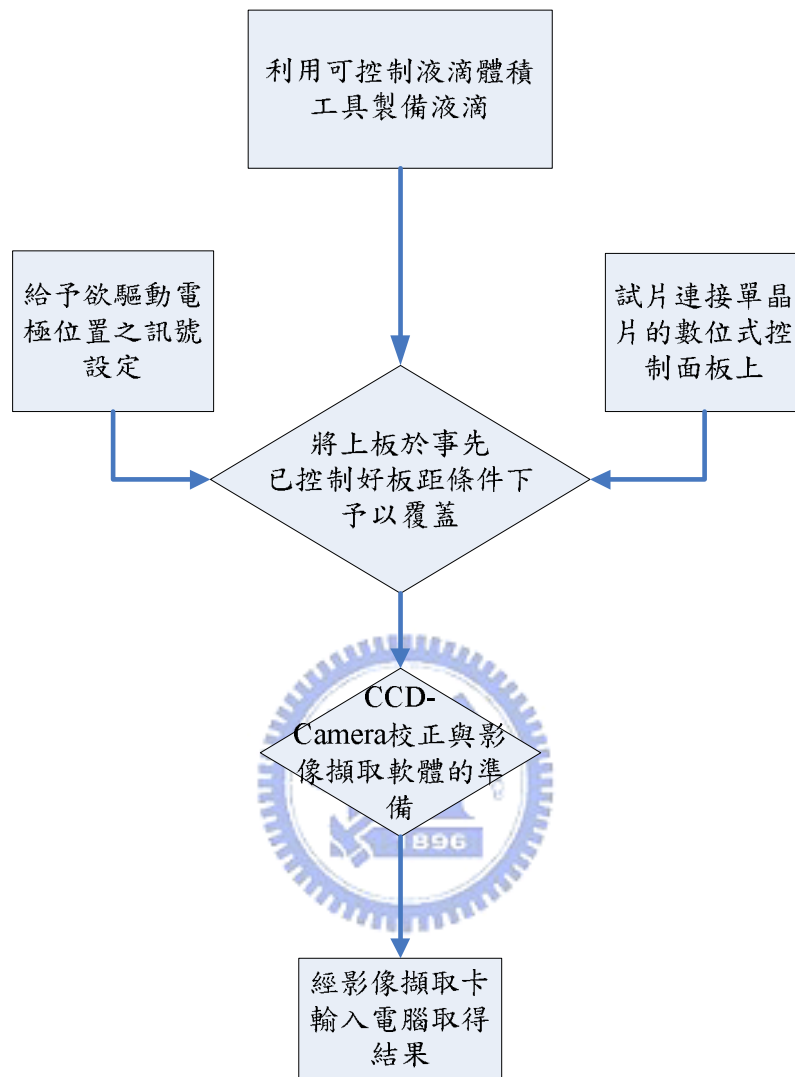 利用可控制液滴體積
工具製備液滴
給予欲驅動電
極位置之訊號
設定
試片連接單晶
片的數位式控
制面板上
將上板於事先
已控制好板距條件下
予以覆蓋
CCD-
Camera校正與影
像擷取軟體的準
備
1896
經影像擷取卡
輸入電腦取得
結果